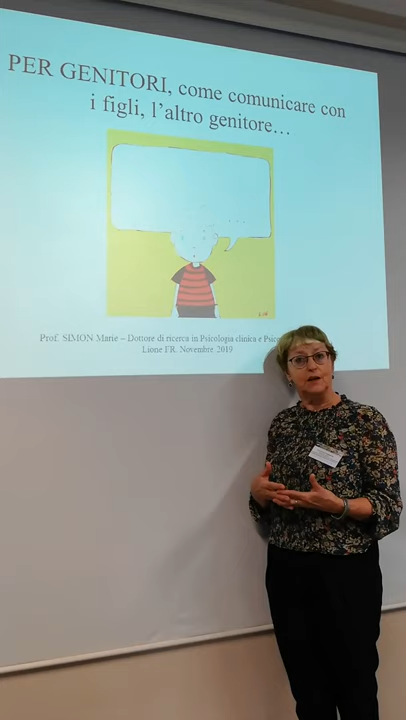 PER GENITORI, come comunicare con
i figli, l'altro genitore…
Prof. SIMON Marie – Dottore di ricerca in Psicologia clinica e
Lione FR. Novembre 2019